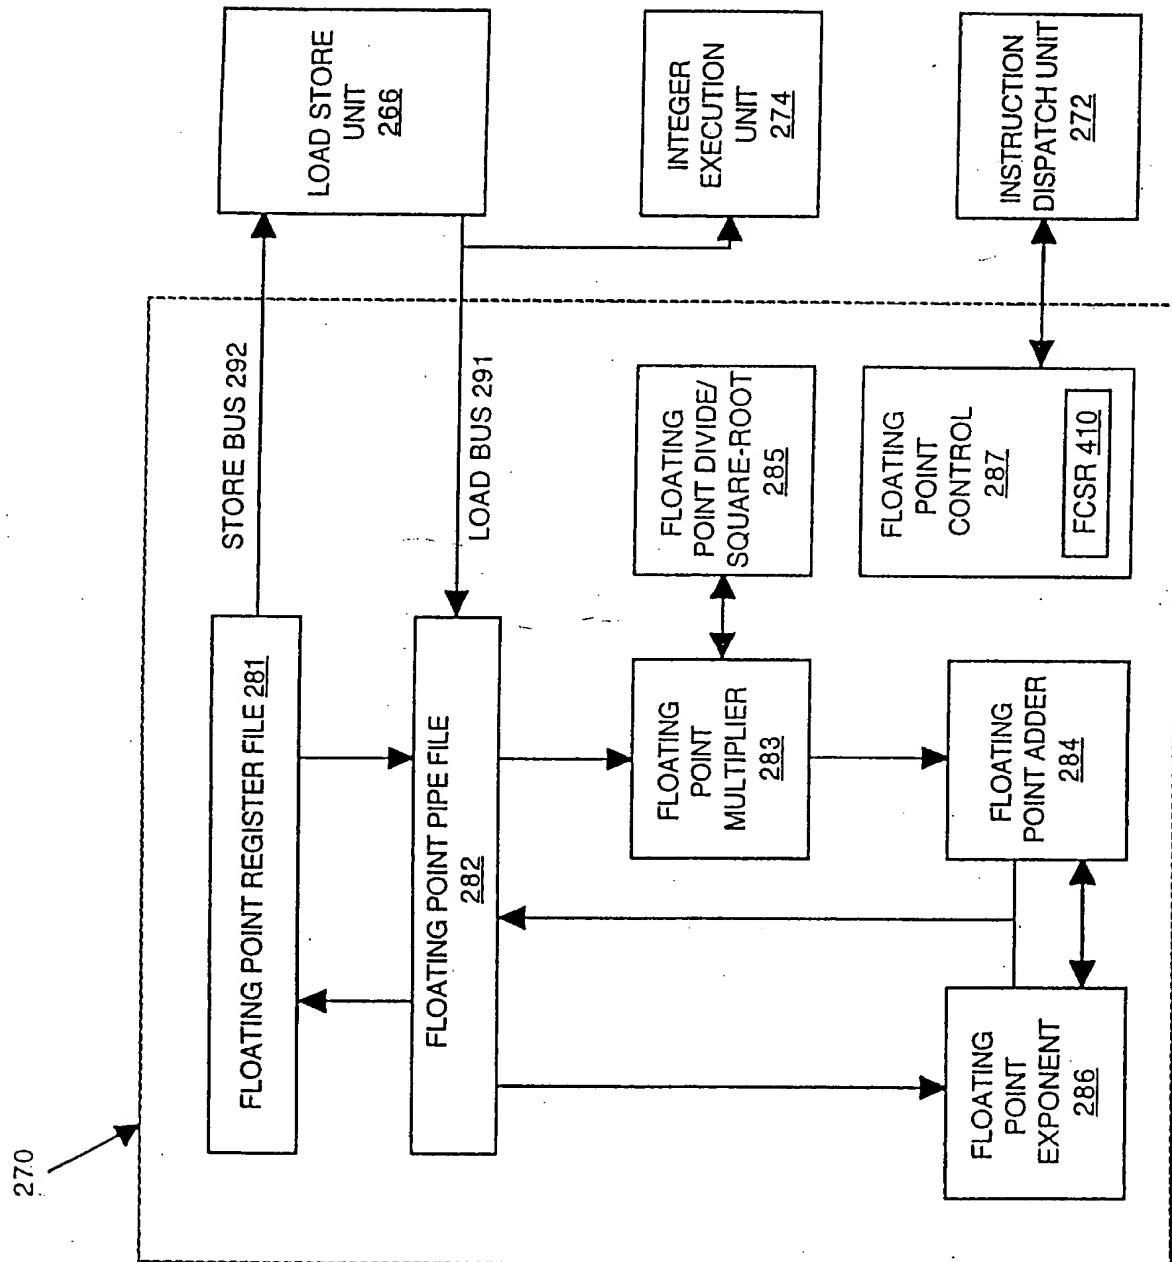 270
FLOATING POINT REGISTER FILE 281
STORE BUS 292
LOAD STORE
UNIT
266
FLOATING POINT PIPE FILE
282
LOAD BUS 291
FLOATING
POINT
MULTIPLIER
283
FLOATING
POINT DIVIDE/
SQUARE-ROOT
285
INTEGER
EXECUTION
UNIT
274
FLOATING
POINT
EXPONENT
286
FLOATING
POINT ADDER
284
FLOATING
POINT
CONTROL
287
FCSR 410
INSTRUCTION
DISPATCH UNIT
272